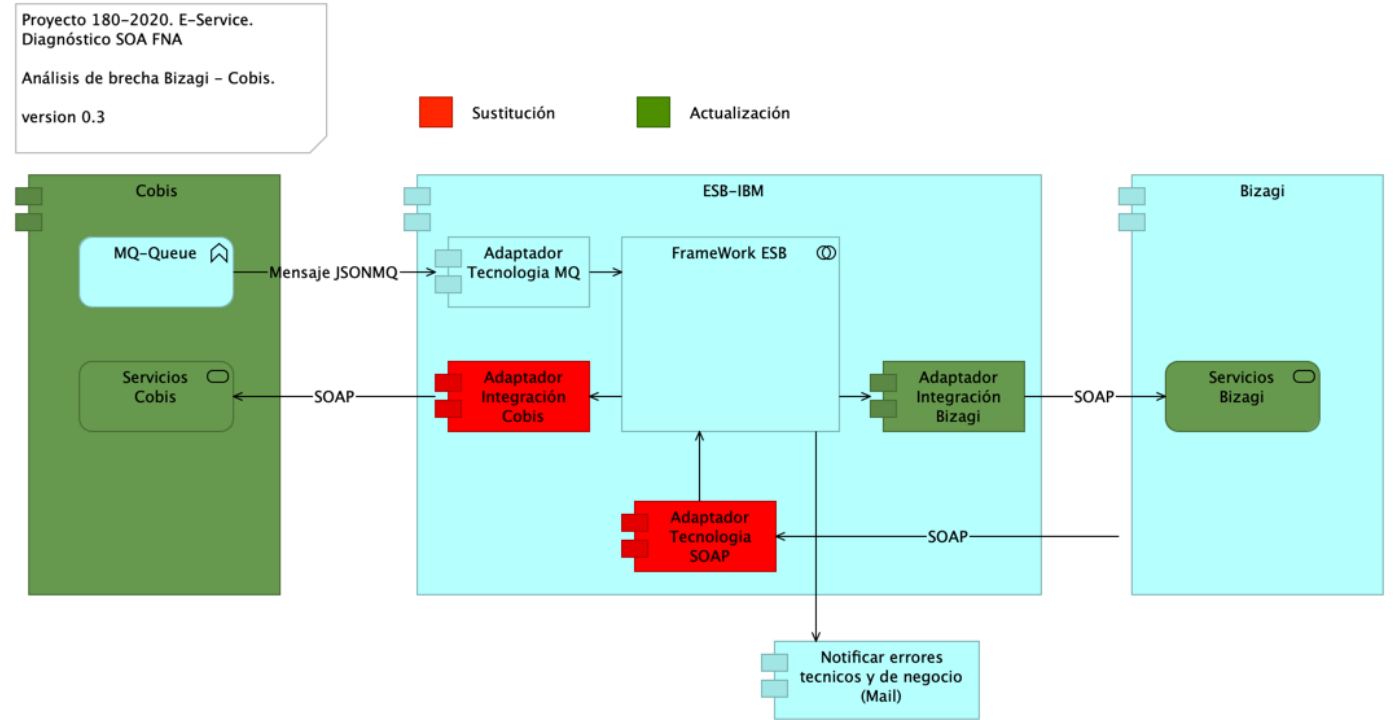 Proyecto 180-2020. E-Service.
Diagnóstico SOA FNA
Análisis de brecha Bizagi - Cobis.
version 0.3
Sustitución
Actualización
Cobis
ESB-IBM
Bizagi
MQ-Queue
Mensaje JSONMQ
Adaptador
Tecnologia MQ
FrameWork ESB
Servicios
Cobis
SOAP
Adaptador
Integración
Cobis
Adaptador
Integración
Bizagi
SOAP
Servicios
Bizagi
Adaptador
Tecnologia
SOAP
SOAP
Notificar errores
tecnicos y de negocio
(Mail)